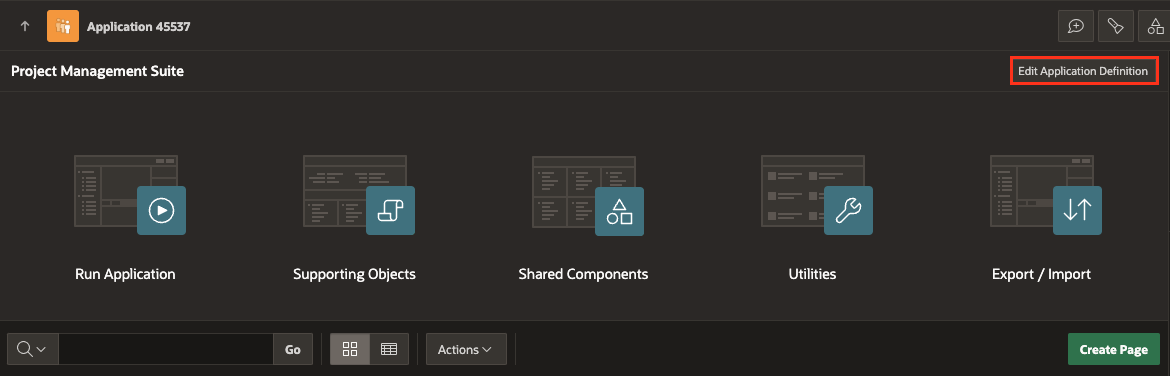 Application 45537
Project Management Suite
Edit Application Definition
Run Application
Supporting Objects
Shared Components
Utilities
Export / Import
Go
Actions
Create Page